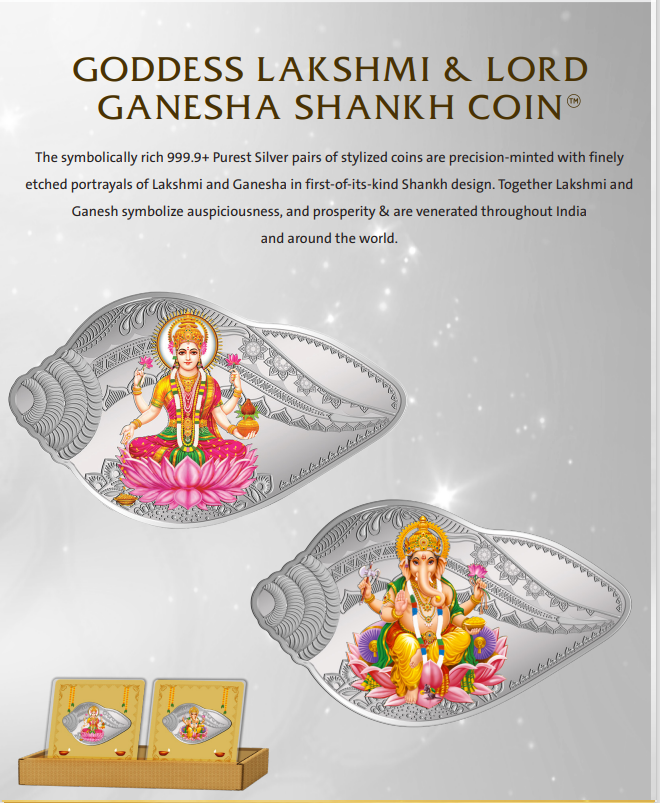 GODDESS LAKSHMI & LORD
GANESHA SHANKH COIN™
The symbolically rich 999.9+ Purest Silver pairs of stylized coins are precision-minted with finely
etched portrayals of Lakshmi and Ganesha in first-of-its-kind Shankh design. Together Lakshmi and
Ganesh symbolize auspiciousness, and prosperity & are venerated throughout India
and around the world.